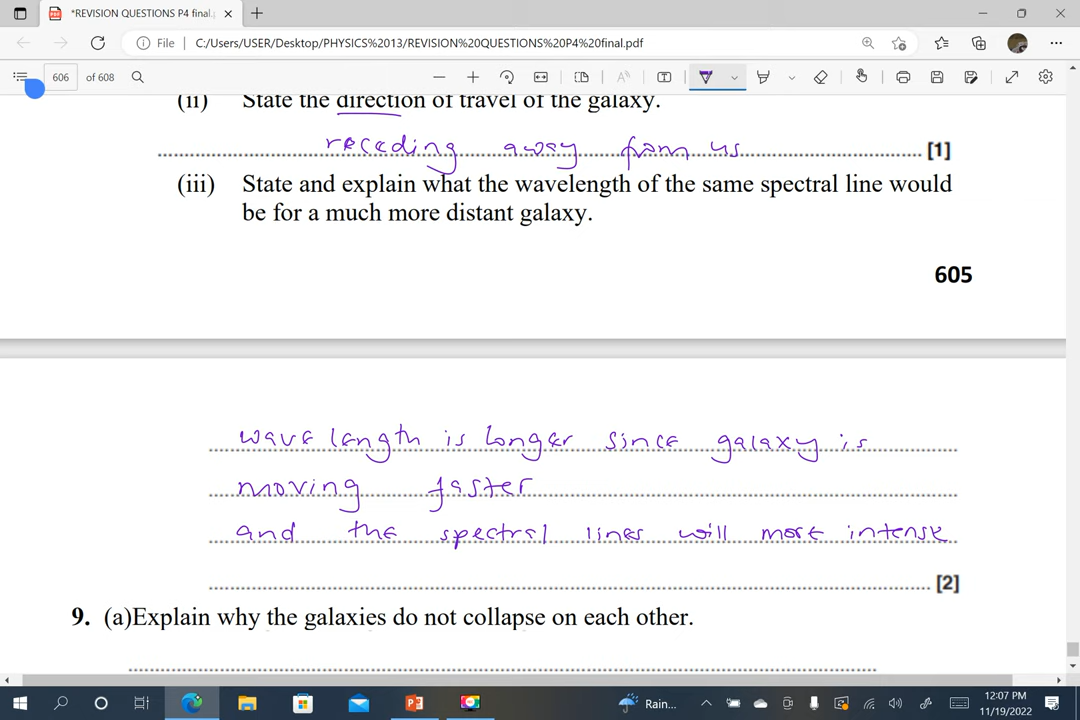 *REVISION QUESTIONS P4 final.
File | C:/Users/USER/Desktop/PHYSICS%2013/REVISION%20QUESTIONS%20P4%20final.pdf
606 of 608
(ii) State the direction of travel of the galaxy.
receding away from us [1]
(iii) State and explain what the wavelength of the same spectral line would
be for a much more distant galaxy.
605
wave length is longer since galaxy is
moving faster
and the spectral lines will more intense
[2]
9. (a)Explain why the galaxies do not collapse on each other.
Rain...
12:07 PM
11/19/2022